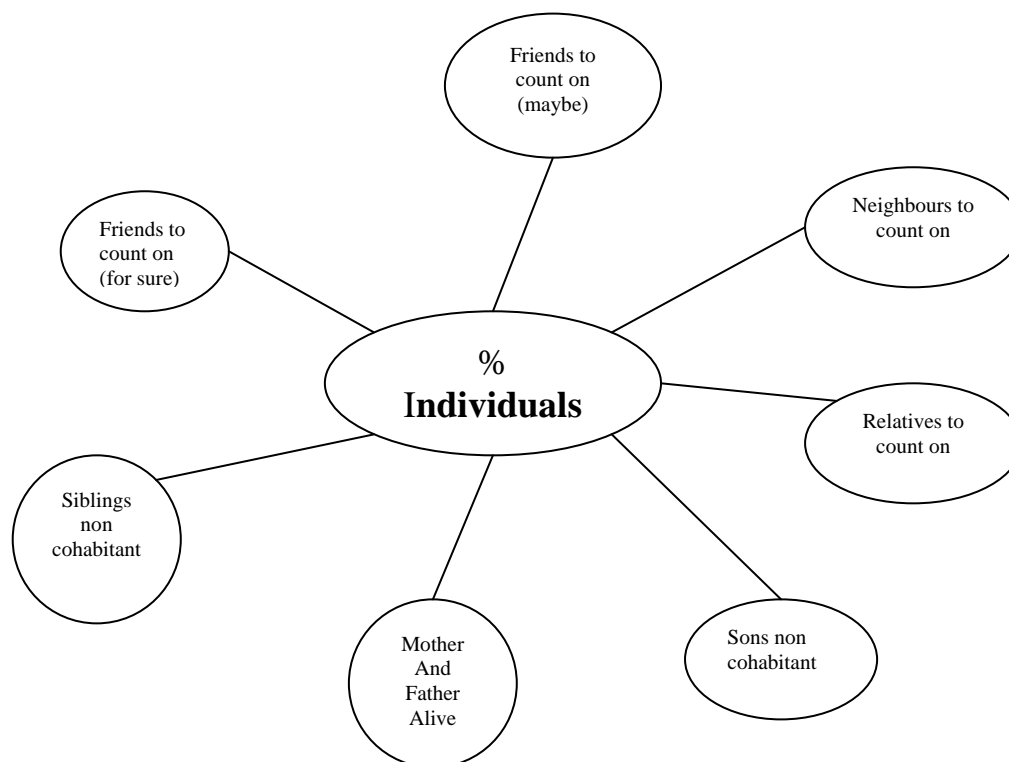 Friends to
count on
(maybe)
Neighbours to
count on
Friends to
count on
(for sure)
%
Individuals
Relatives to
count on
Siblings
non
cohabitant
Mother
And
Father
Alive
Sons non
cohabitant